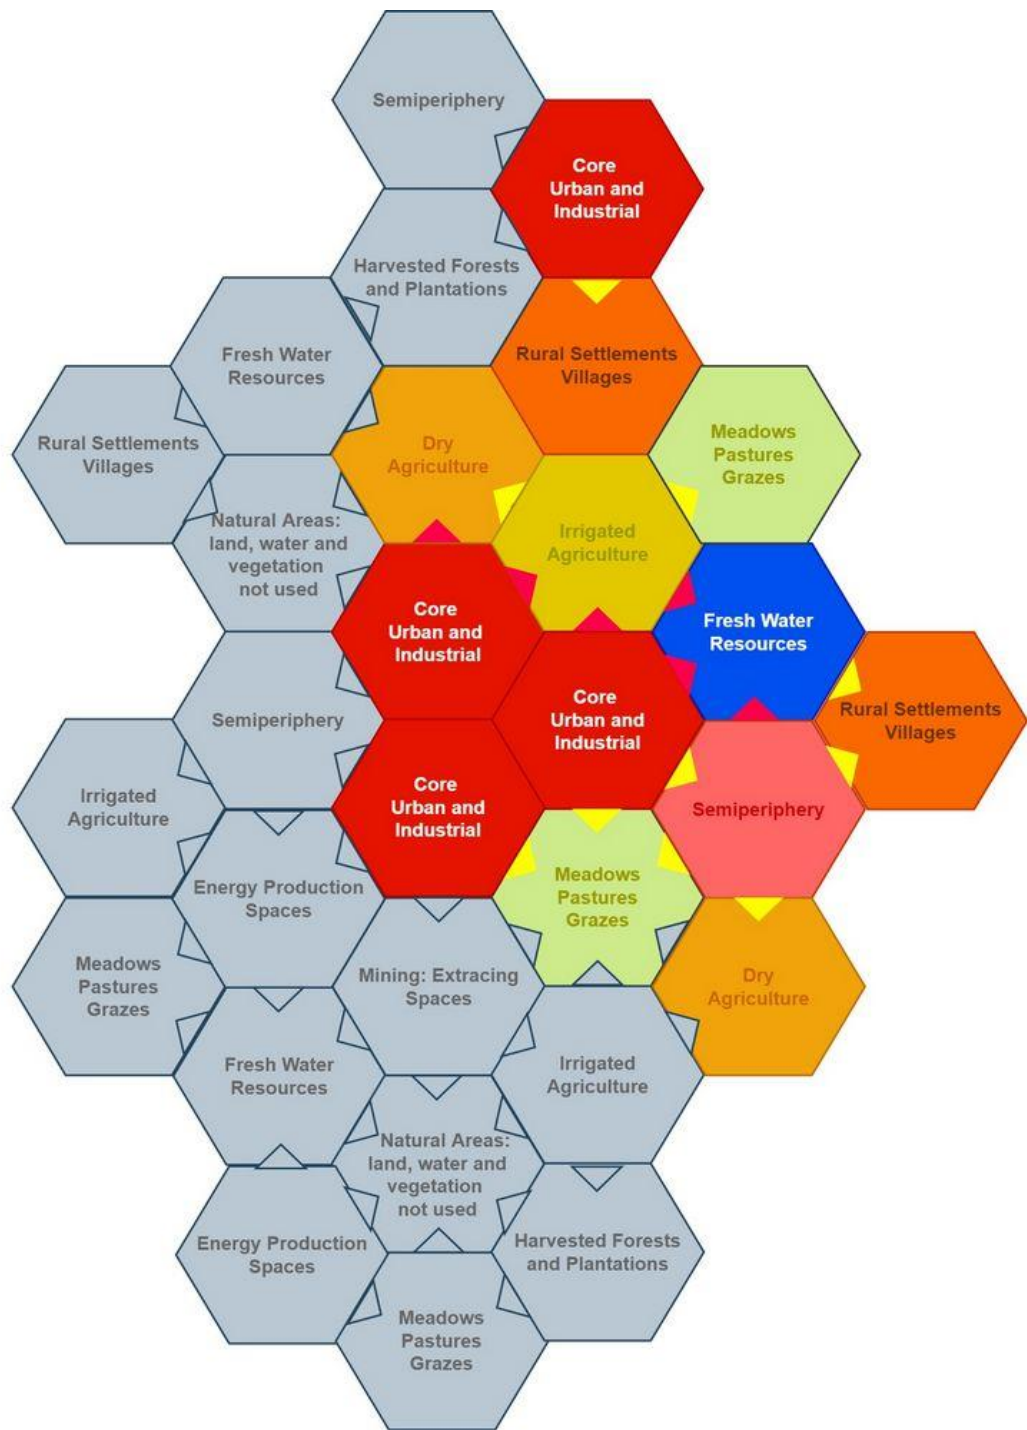 Semiperiphery
Core
Urban and
Industrial
Harvested Forests
and Plantations
Fresh Water
Resources
Rural Settlements
Villages
Rural Settlements
Villages
Dry
Agriculture
Meadows
Pastures
Grazes
Natural Areas:
land, water and
vegetation
not used
Irrigated
Agriculture
Core
Urban and
Industrial
Fresh Water
Resources
Semiperiphery
Core
Urban and
Industrial
Rural Settlements
Villages
Irrigated
Agriculture
Core
Urban and
Industrial
Semiperiphery
Energy Production
Spaces
Meadows
Pastures
Grazes
Meadows
Pastures
Grazes
Mining: Extracing
Spaces
Dry
Agriculture
Fresh Water
Resources
Irrigated
Agriculture
Natural Areas:
land, water and
vegetation
not used
Energy Production
Spaces
Harvested Forests
and Plantations
Meadows
Pastures
Grazes